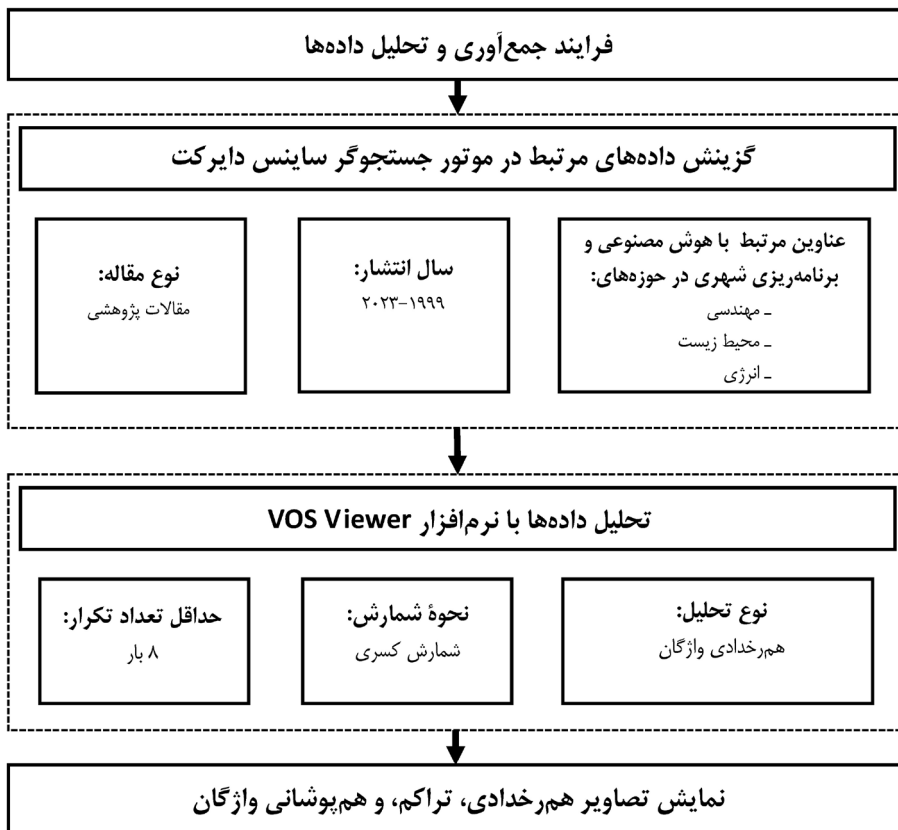 فرایند جمع‌آوری و تحلیل داده‌ها
گزینش داده‌های مرتبط در موتور جستجوگر ساینس دایرکت
عناوین مرتبط با هوش مصنوعی و
برنامه‌ریزی شهری در حوزه‌های:
ـ مهندسی
ـ محیط زیست
ـ انرژی
سال انتشار:
۱۹۹۹-۲۰۲۳
نوع مقاله:
مقالات پژوهشی
تحلیل داده‌ها با نرم‌افزار VOS Viewer
نوع تحلیل:
هم‌رخدادی واژگان
نحوۀ شمارش:
شمارش کسری
حداقل تعداد تکرار:
۸ بار
نمایش تصاویر هم‌رخدادی، تراکم، و هم‌پوشانی واژگان